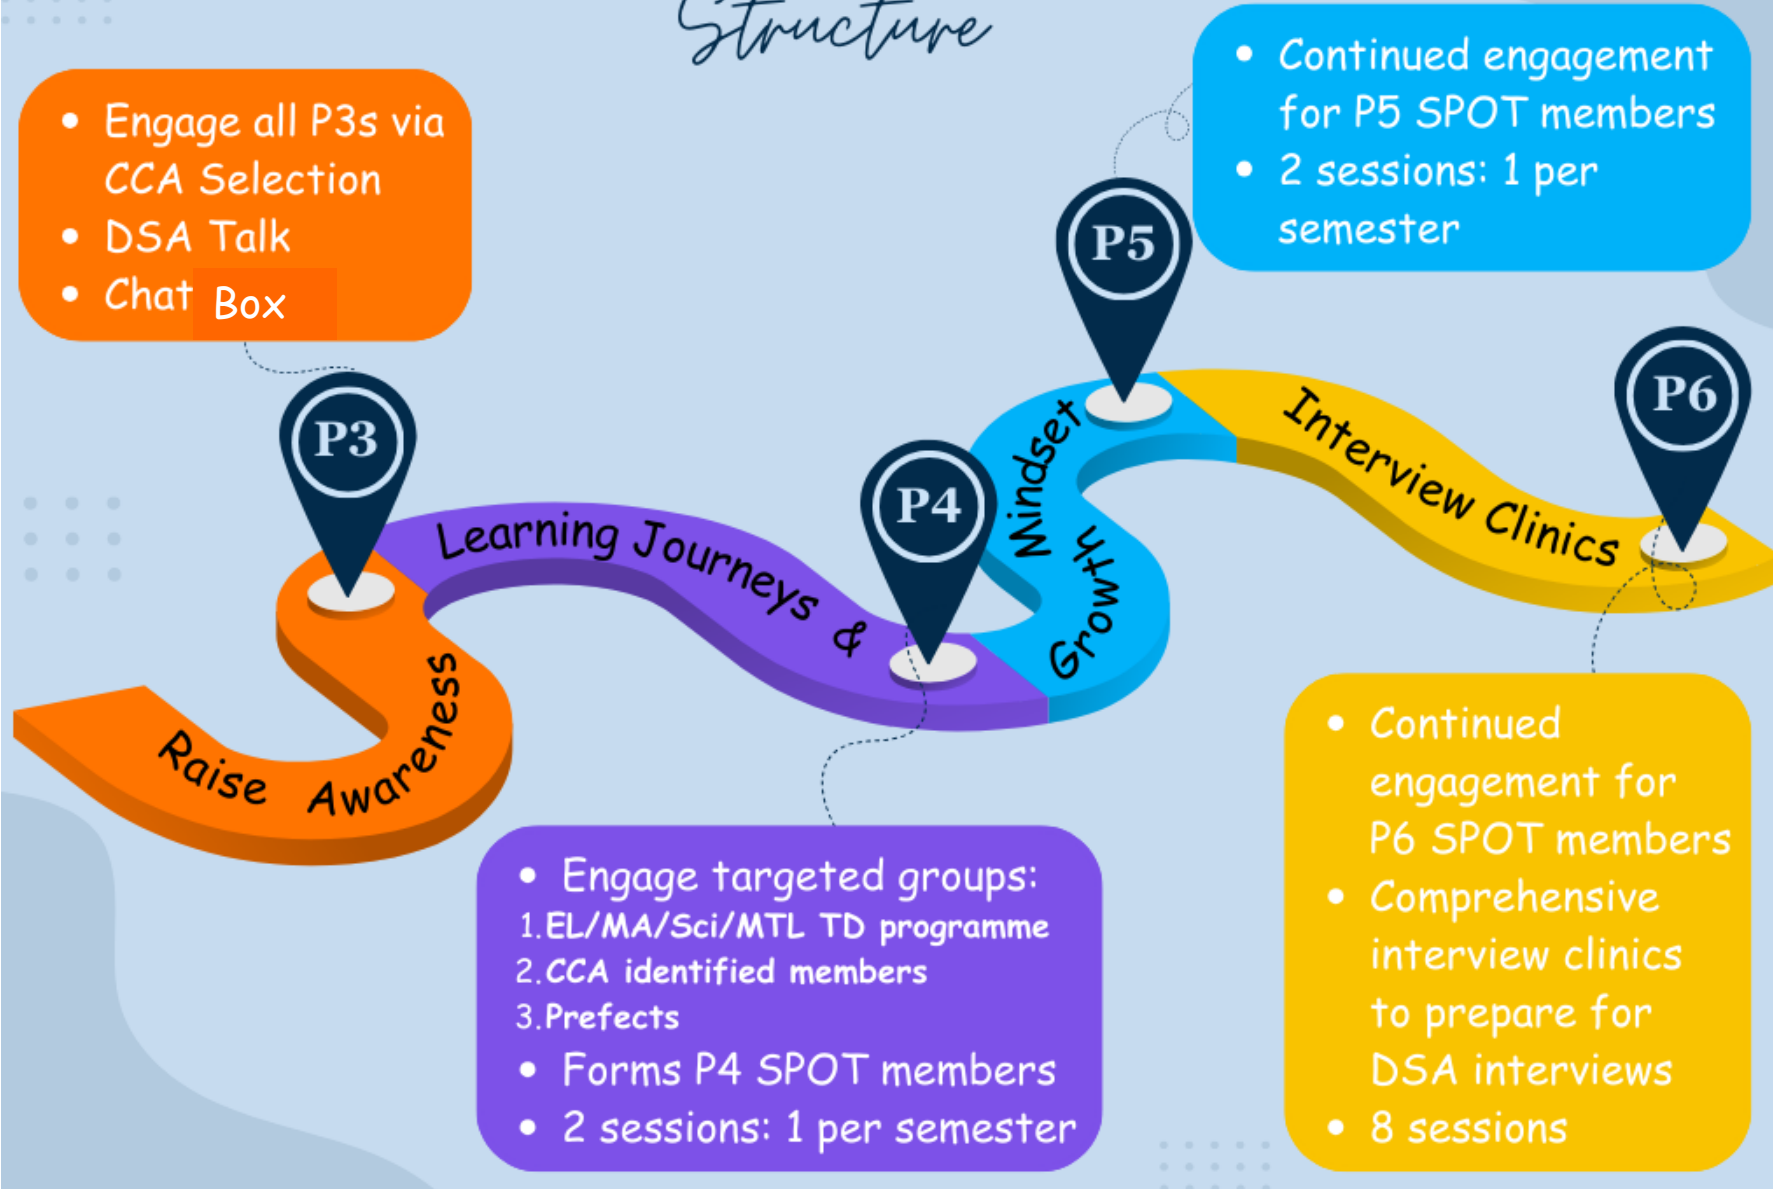 Structure
• Engage all P3s via
CCA Selection
• DSA Talk
• Chat Box
P3
Raise Awareness
Learning Journeys &
P4
• Engage targeted groups:
1.EL/MA/Sci/MTL TD programme
2.CCA identified members
3.Prefects
• Forms P4 SPOT members
• 2 sessions: 1 per semester
Growth
Mindset
P5
• Continued engagement
for P5 SPOT members
• 2 sessions: 1 per
semester
Interview Clinics
P6
• Continued
engagement for
P6 SPOT members
• Comprehensive
interview clinics
to prepare for
DSA interviews
• 8 sessions